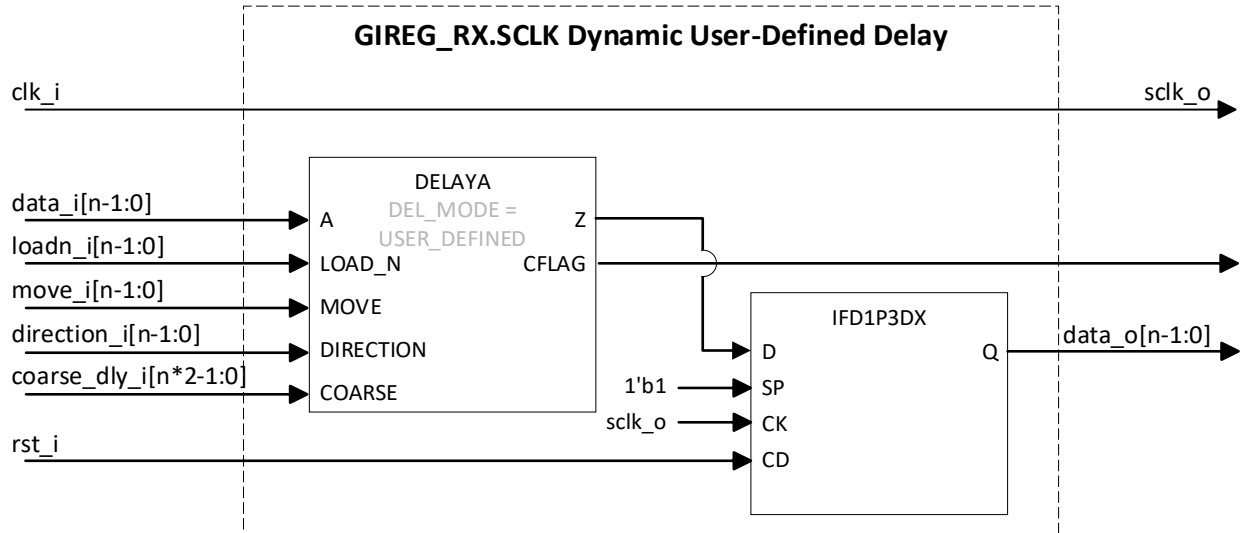 GIREG_RX.SCLK Dynamic User-Defined Delay
clk_i
sclk_o
DELAYA
DEL_MODE =
USER_DEFINED
data_i[n-1:0]
A
Z
loadn_i[n-1:0]
LOAD_N
CFLAG
move_i[n-1:0]
MOVE
direction_i[n-1:0]
DIRECTION
coarse_dly_i[n*2-1:0]
COARSE
IFD1P3DX
D
Q
data_o[n-1:0]
1'b1
SP
sclk_o
CK
rst_i
CD